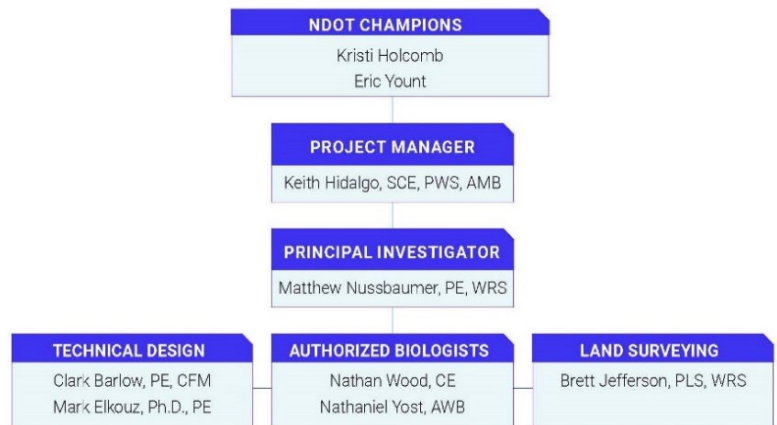 NDOT CHAMPIONS
Kristi Holcomb
Eric Yount
PROJECT MANAGER
Keith Hidalgo, SCE, PWS, AMB
PRINCIPAL INVESTIGATOR
Matthew Nussbaumer, PE, WRS
TECHNICAL DESIGN
Clark Barlow, PE, CFM
Mark Elkouz, Ph.D., PE
AUTHORIZED BIOLOGISTS
Nathan Wood, CE
Nathaniel Yost, AWB
LAND SURVEYING
Brett Jefferson, PLS, WRS